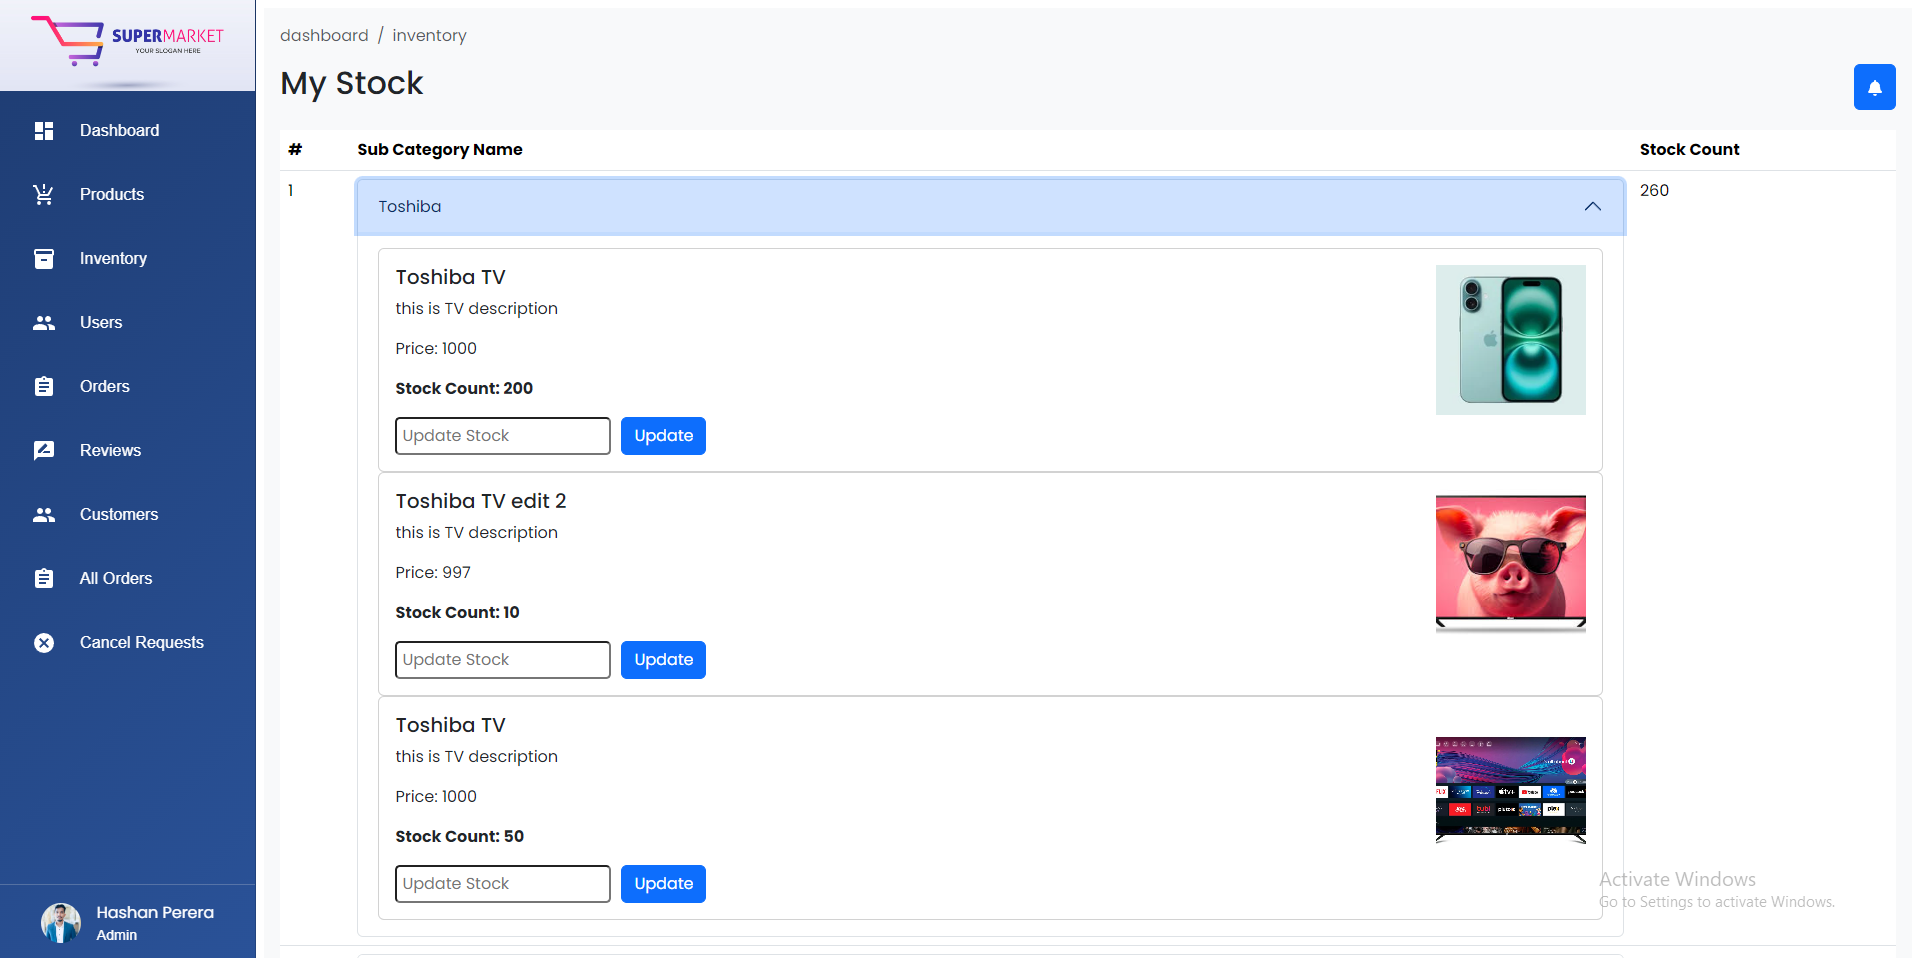 SUPERMARKET
YOUR SLOGAN HERE
Dashboard
Products
Inventory
Users
Orders
Reviews
Customers
All Orders
Cancel Requests
Hashan Perera
Admin
dashboard / inventory
My Stock
# Sub Category Name Stock Count
1 Toshiba 260
Toshiba TV
this is TV description
Price: 1000
Stock Count: 200
Update Stock Update
Toshiba TV edit 2
this is TV description
Price: 997
Stock Count: 10
Update Stock Update
Toshiba TV
this is TV description
Price: 1000
Stock Count: 50
Update Stock Update
Activate Windows
Go to Settings to activate Windows.